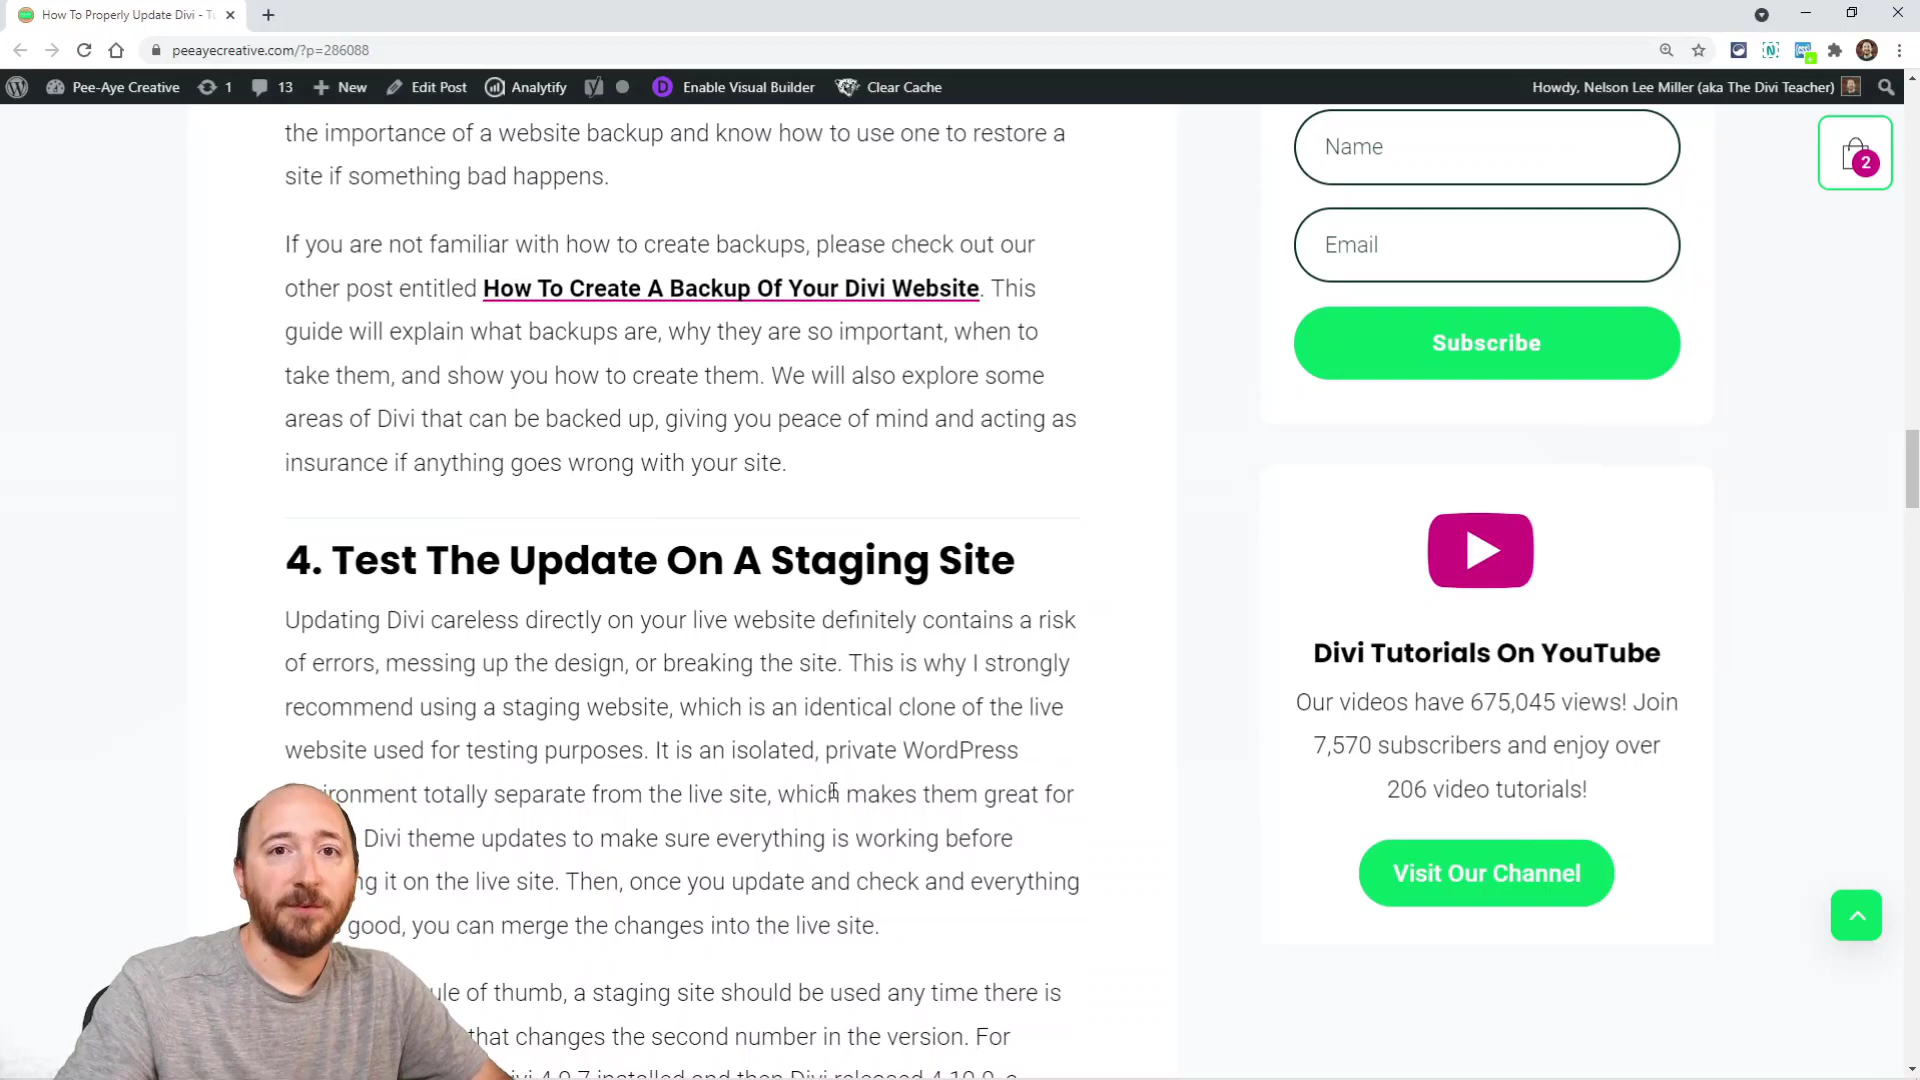 How To Properly Update Divi - Tu
peeayecreative.com/?p=286088
Pee-Aye Creative
1
13
New
Edit Post
Analytify
D
Enable Visual Builder
Clear Cache
Howdy, Nelson Lee Miller (aka The Divi Teacher)
the importance of a website backup and know how to use one to restore a
site if something bad happens.
If you are not familiar with how to create backups, please check out our
other post entitled How To Create A Backup Of Your Divi Website. This
guide will explain what backups are, why they are so important, when to
take them, and show you how to create them. We will also explore some
areas of Divi that can be backed up, giving you peace of mind and acting as
insurance if anything goes wrong with your site.
4. Test The Update On A Staging Site
Updating Divi careless directly on your live website definitely contains a risk
of errors, messing up the design, or breaking the site. This is why I strongly
recommend using a staging website, which is an identical clone of the live
website used for testing purposes. It is an isolated, private WordPress
ironment totally separate from the live site, which makes them great for
Divi theme updates to make sure everything is working before
ng it on the live site. Then, once you update and check and everything
good, you can merge the changes into the live site.
ule of thumb, a staging site should be used any time there is
that changes the second number in the version. For
Divi released
Name
Email
Subscribe
2
Divi Tutorials On YouTube
Our videos have 675,045 views! Join
7,570 subscribers and enjoy over
206 video tutorials!
Visit Our Channel